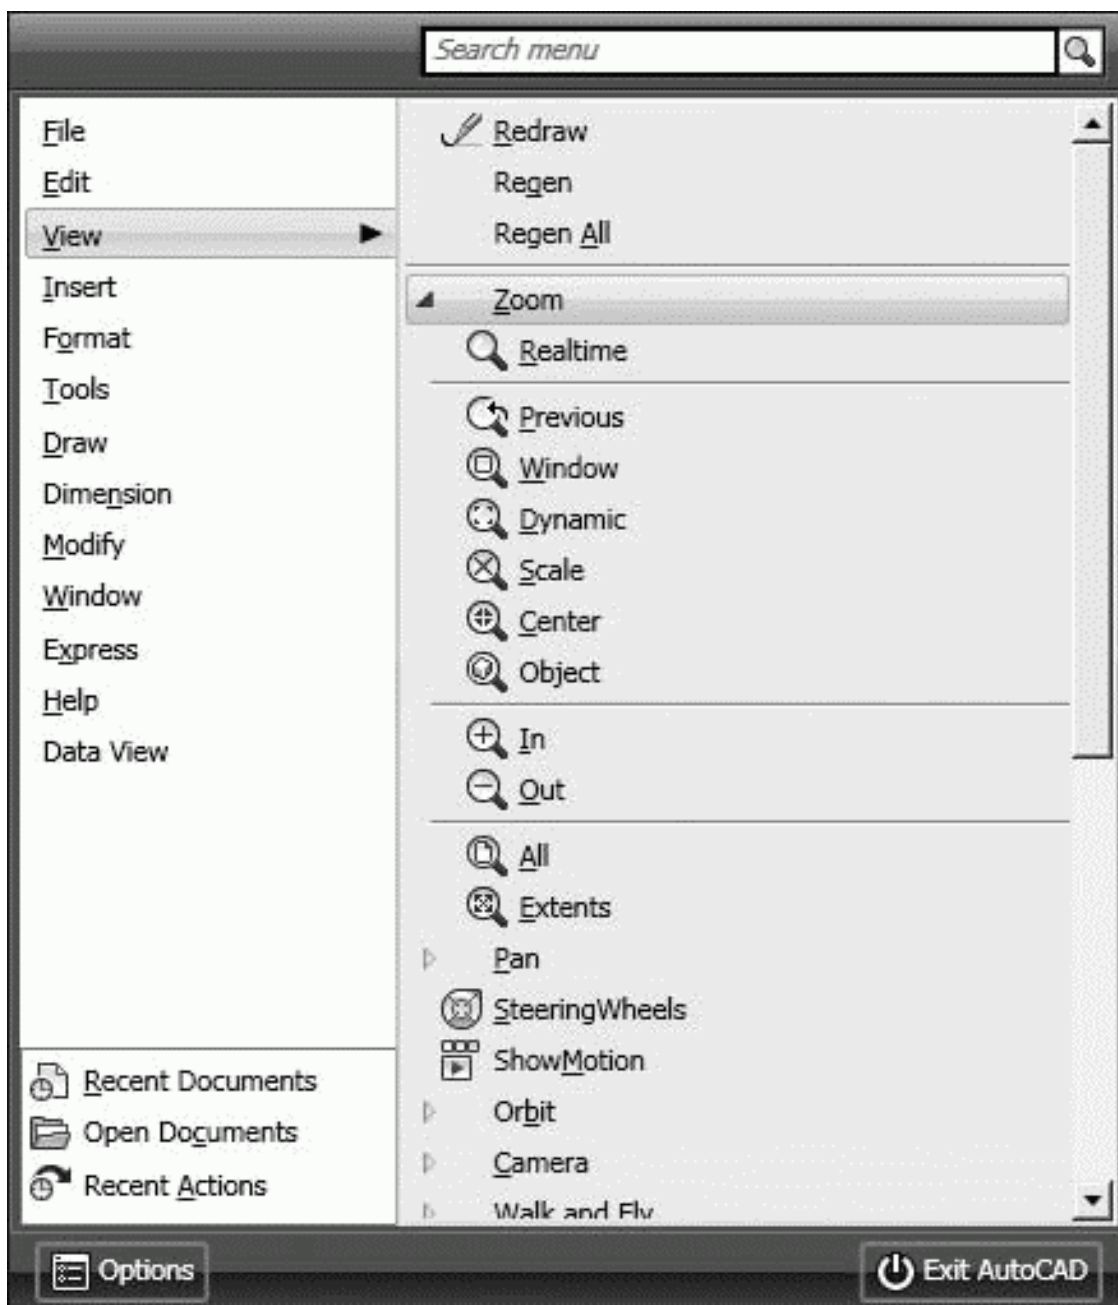 Search menu
File
Edit
View
Insert
Format
Tools
Draw
Dimension
Modify
Window
Express
Help
Data View
Recent Documents
Open Documents
Recent Actions
Redraw
Regen
Regen All
Zoom
Realtime
Previous
Window
Dynamic
Scale
Center
Object
In
Out
All
Extents
Pan
SteeringWheels
ShowMotion
Orbit
Camera
Walk and Fly
Options
Exit AutoCAD